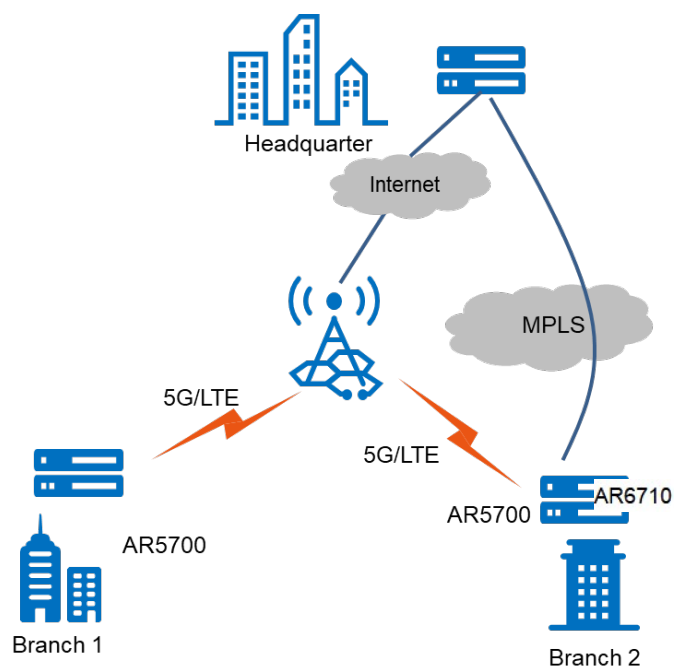 Headquarter
Internet
MPLS
5G/LTE
5G/LTE
AR6710
AR5700
AR5700
Branch 1
Branch 2